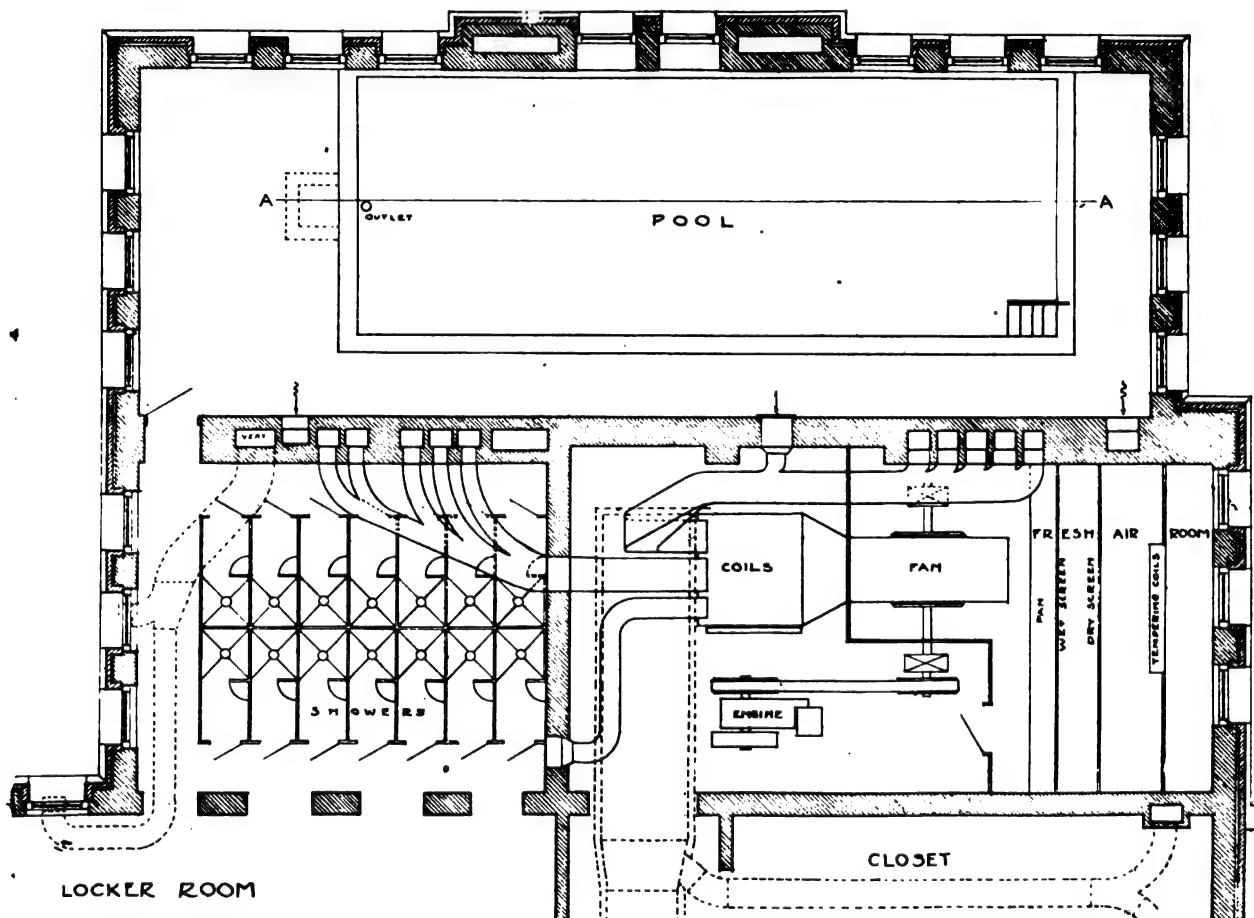 A
A
OUTLET
POOL
VENT
FRESH AIR ROOM
COILS
FAN
PAN
WET SCREEN
DRY SCREEN
TEMPERING COILS
SHOWERS
ENGINE
CLOSET
LOCKER ROOM